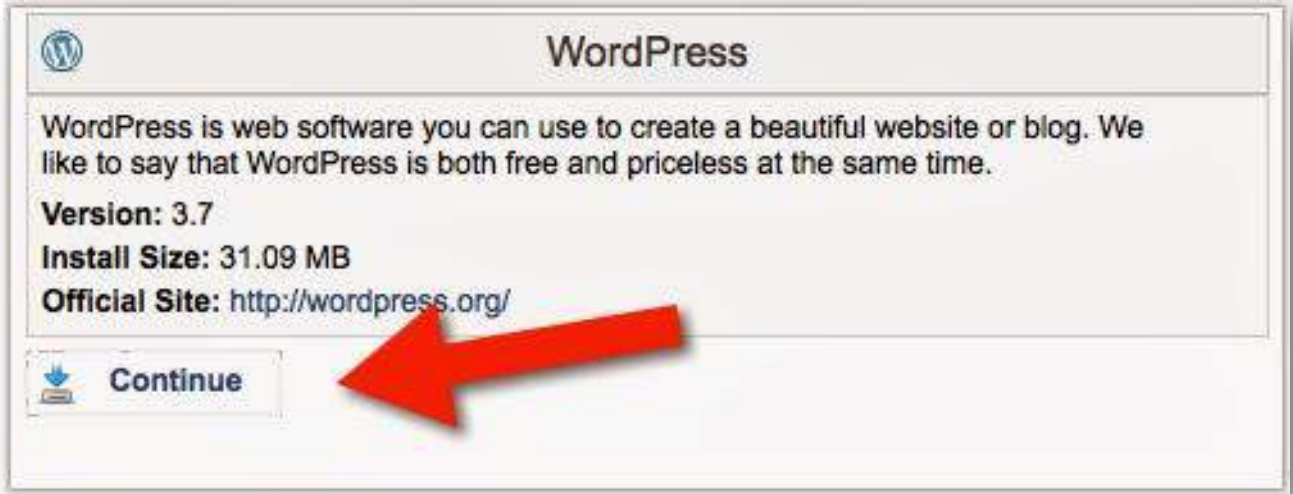 WordPress
WordPress is web software you can use to create a beautiful website or blog. We
like to say that WordPress is both free and priceless at the same time.
Version: 3.7
Install Size: 31.09 MB
Official Site: http://wordpress.org/
Continue